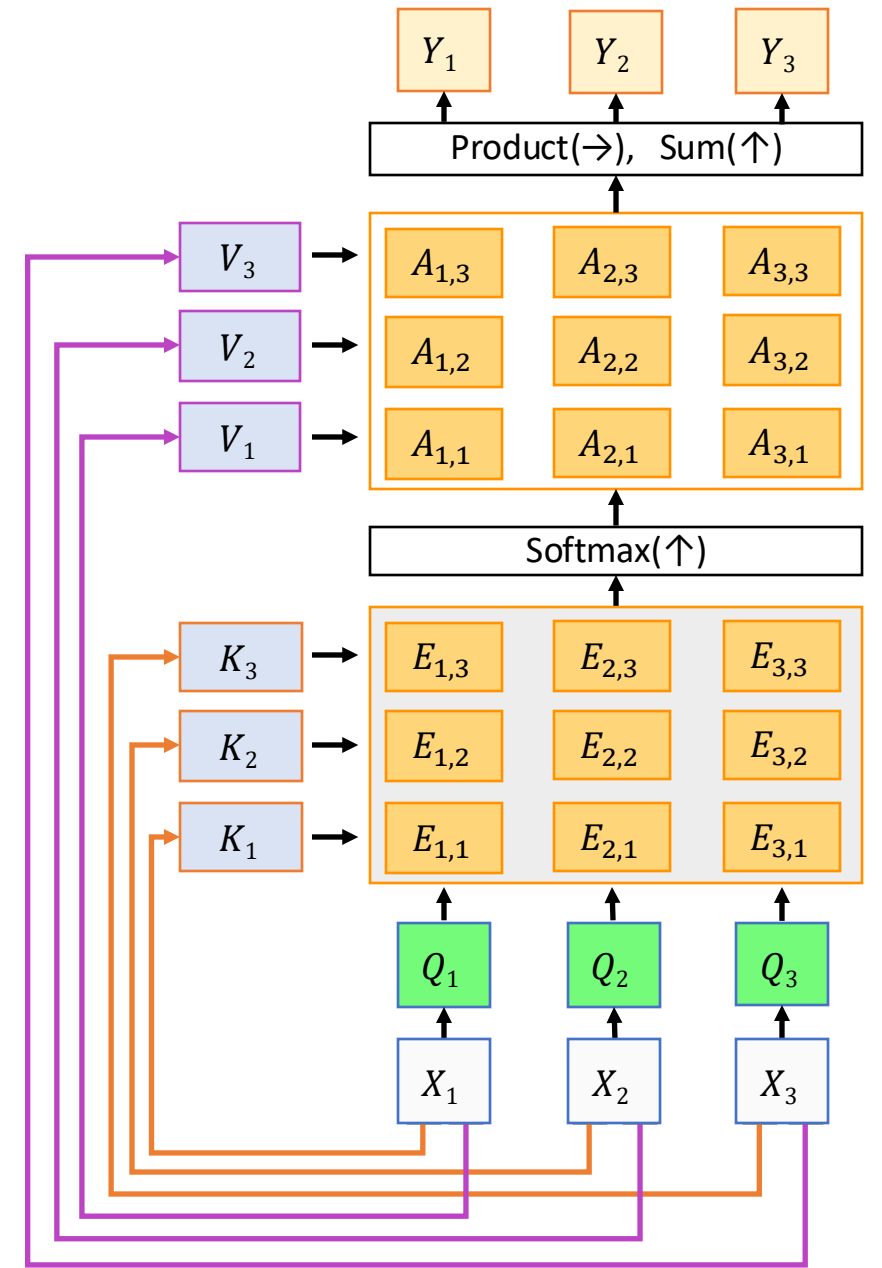 Y₁ Y₂ Y₃
Product(→), Sum(↑)
V₃ A₁,₃ A₂,₃ A₃,₃
V₂ A₁,₂ A₂,₂ A₃,₂
V₁ A₁,₁ A₂,₁ A₃,₁
Softmax(↑)
K₃ E₁,₃ E₂,₃ E₃,₃
K₂ E₁,₂ E₂,₂ E₃,₂
K₁ E₁,₁ E₂,₁ E₃,₁
Q₁ Q₂ Q₃
X₁ X₂ X₃